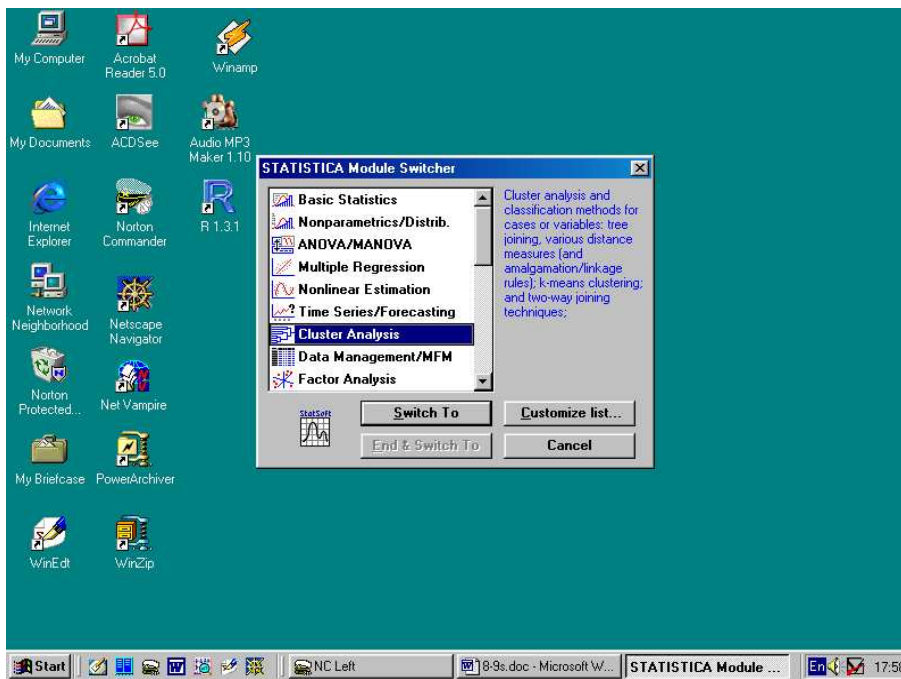 My Computer
Acrobat
Reader 5.0
Winamp
My Documents
ACDSee
Audio MP3
Maker 1.10
Internet
Explorer
Norton
Commander
R 1.3.1
Network
Neighborhood
Netscape
Navigator
Norton
Protected...
Net Vampire
My Briefcase
PowerArchiver
WinEdt
WinZip
STATISTICA Module Switcher
Basic Statistics
Nonparametrics/Distrib.
ANOVA/MANOVA
Multiple Regression
Nonlinear Estimation
Time Series/Forecasting
Cluster Analysis
Data Management/MFM
Factor Analysis
Cluster analysis and
classification methods for
cases or variables: tree
joining, various distance
measures (and
amalgamation/linkage
rules); k-means clustering;
and two-way joining
techniques;
StatSoft
Switch To
Customize list...
End & Switch To
Cancel
Start
NC Left
8-9s.doc - Microsoft W...
STATISTICA Module ...
En
17:58